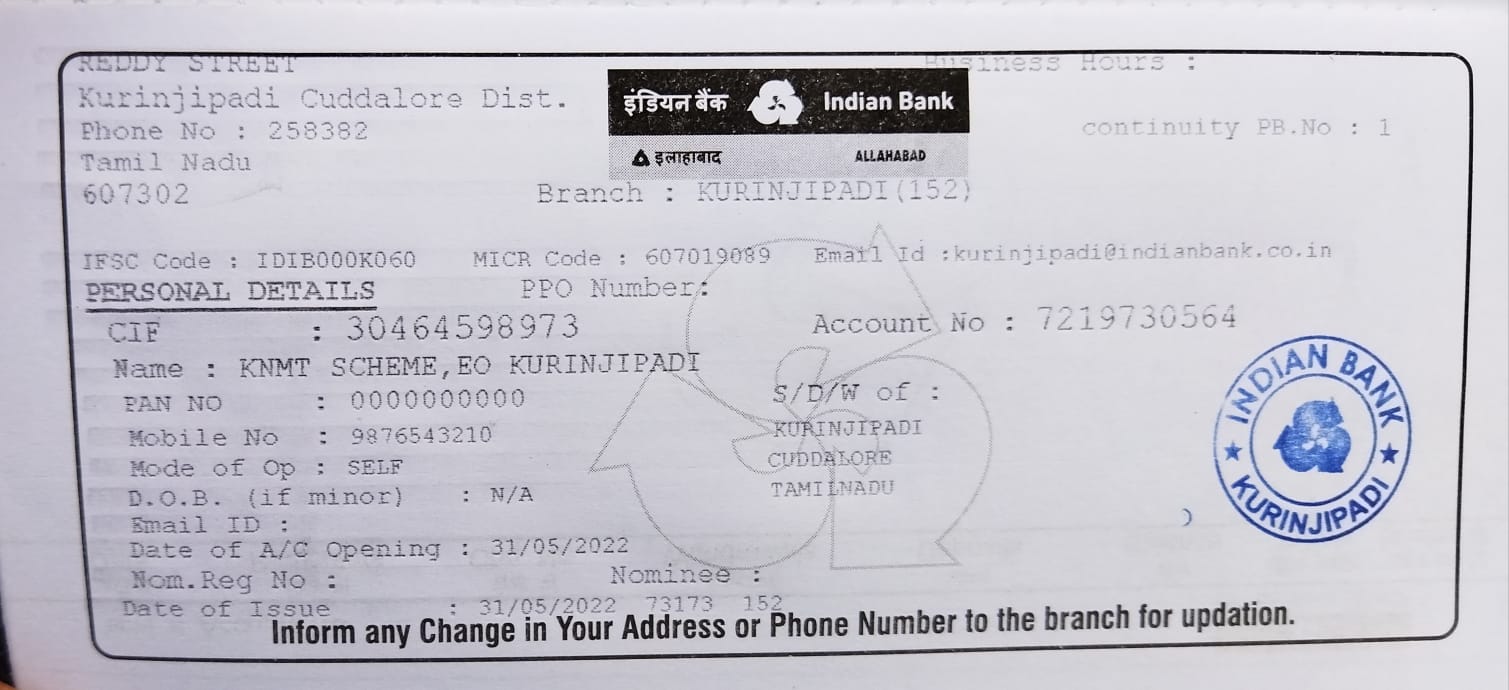 REDDY STREET Business Hours :
Kurinjipadi Cuddalore Dist.
इंडियन बैंक Indian Bank
Phone No : 258382 continuity PB.No : 1
इलाहाबाद ALLAHABAD
Tamil Nadu
607302 Branch : KURINJIPADI(152)
IFSC Code : IDIB000K060 MICR Code : 607019089 Email Id :kurinjipadi@indianbank.co.in
PERSONAL DETAILS PPO Number:
CIF : 30464598973 Account No : 7219730564
Name : KNMT SCHEME,EO KURINJIPADI
PAN NO : 0000000000 S/D/W of :
Mobile No : 9876543210 KURINJIPADI
Mode of Op : SELF CUDDALORE
D.O.B. (if minor) : N/A TAMILNADU
Email ID :
Date of A/C Opening : 31/05/2022
Nom.Reg No : Nominee :
Date of Issue : 31/05/2022 73173 152
Inform any Change in Your Address or Phone Number to the branch for updation.
INDIAN BANK
KURINJIPADI